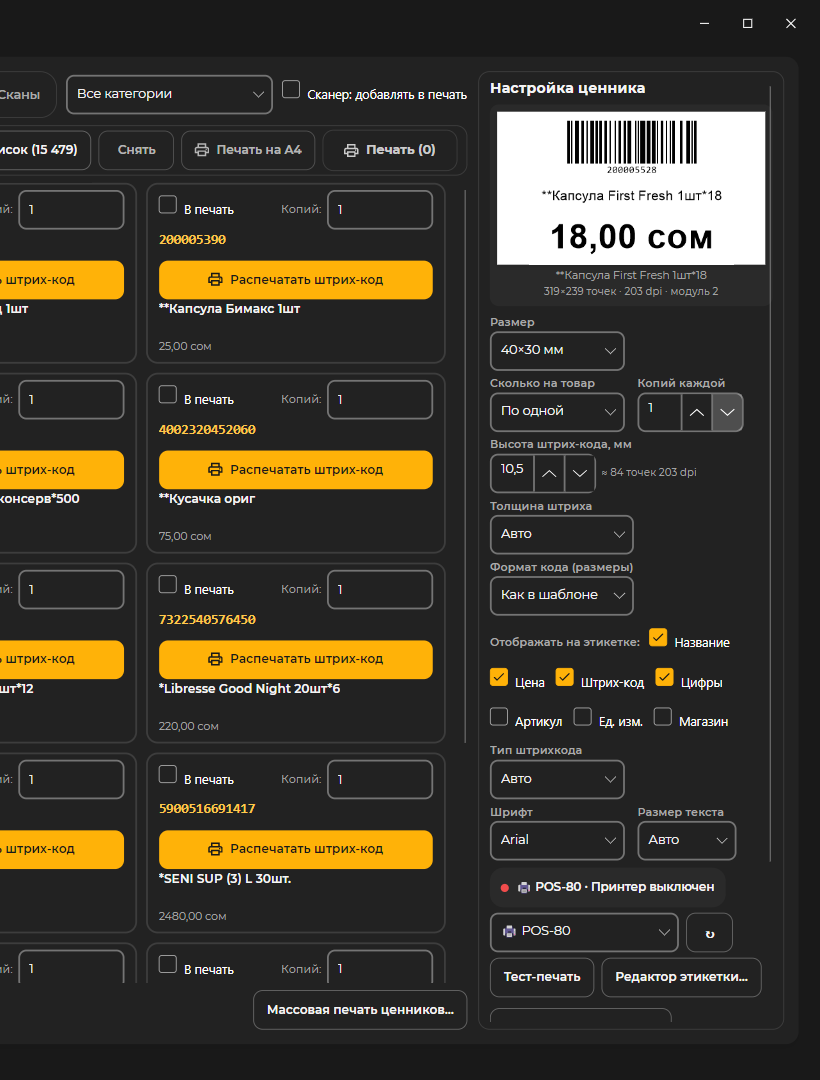 Сканы
Все категории
Сканер: добавлять в печать
исок (15 479)
Снять
Печать на А4
Печать (0)
ий:
1
ь штрих-код
ц 1шт
В печать
Копий:
1
200005390
Распечатать штрих-код
**Капсула Бимакс 1шт
25,00 сом
ий:
1
ь штрих-код
консерв*500
В печать
Копий:
1
4002320452060
Распечатать штрих-код
**Кусачка ориг
75,00 сом
ий:
1
ь штрих-код
шт*12
В печать
Копий:
1
7322540576450
Распечатать штрих-код
*Libresse Good Night 20шт*6
220,00 сом
ий:
1
ь штрих-код
В печать
Копий:
1
5900516691417
Распечатать штрих-код
*SENI SUP (3) L 30шт.
2480,00 сом
ий:
1
В печать
Копий:
1
Массовая печать ценников...
Настройка ценника
200005528
**Капсула First Fresh 1шт*18
18,00 сом
**Капсула First Fresh 1шт*18
319×239 точек · 203 dpi · модуль 2
Размер
40×30 мм
Сколько на товар
Копий каждой
По одной
1
Высота штрих-кода, мм
10,5
≈ 84 точек 203 dpi
Толщина штриха
Авто
Формат кода (размеры)
Как в шаблоне
Отображать на этикетке:
Название
Цена
Штрих-код
Цифры
Артикул
Ед. изм.
Магазин
Тип штрихкода
Авто
Шрифт
Размер текста
Arial
Авто
POS-80 · Принтер выключен
POS-80
Тест-печать
Редактор этикетки...